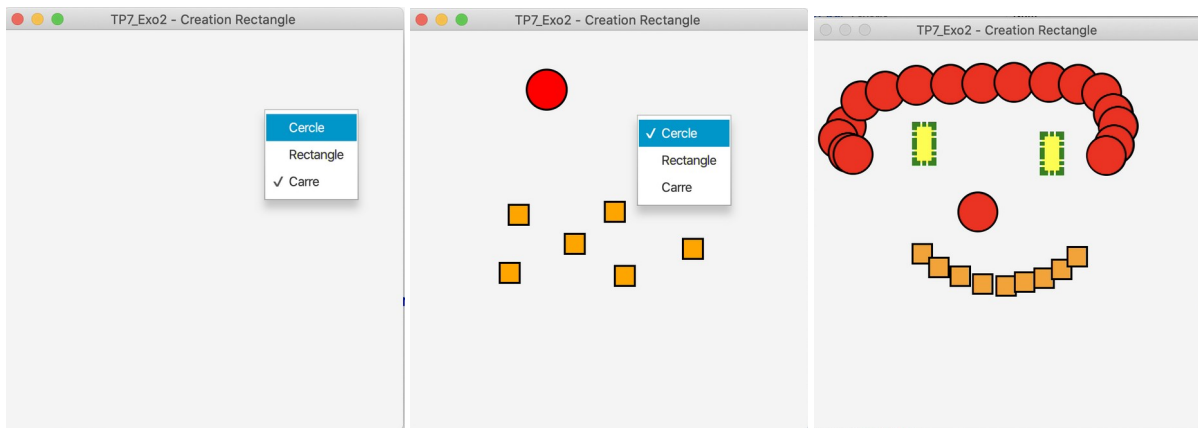 TP7_Exo2 - Creation Rectangle
Cercle
Rectangle
✓ Carre
TP7_Exo2 - Creation Rectangle
✓ Cercle
Rectangle
Carre
TP7_Exo2 - Creation Rectangle